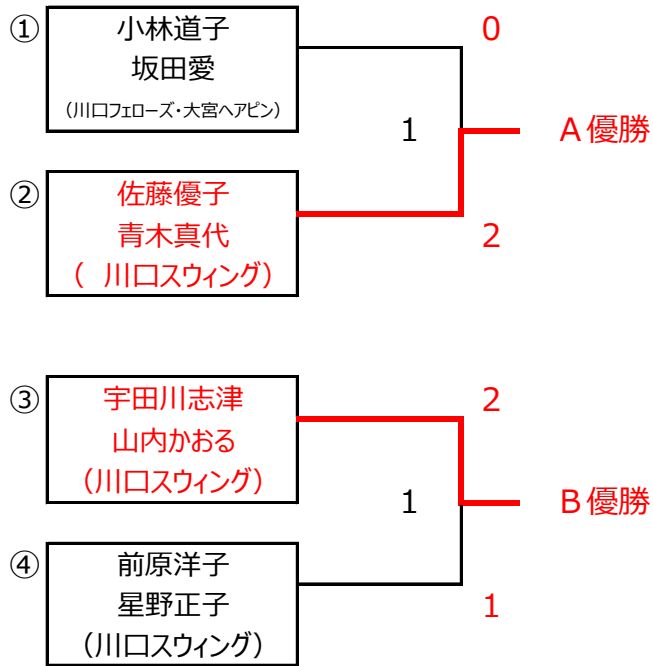 ①
小林道子
坂田愛
(川口フェローズ・大宮ヘアピン)
0
1
A優勝
②
佐藤優子
青木真代
( 川口スウィング)
2
③
宇田川志津
山内かおる
(川口スウィング)
2
1
B優勝
④
前原洋子
星野正子
(川口スウィング)
1